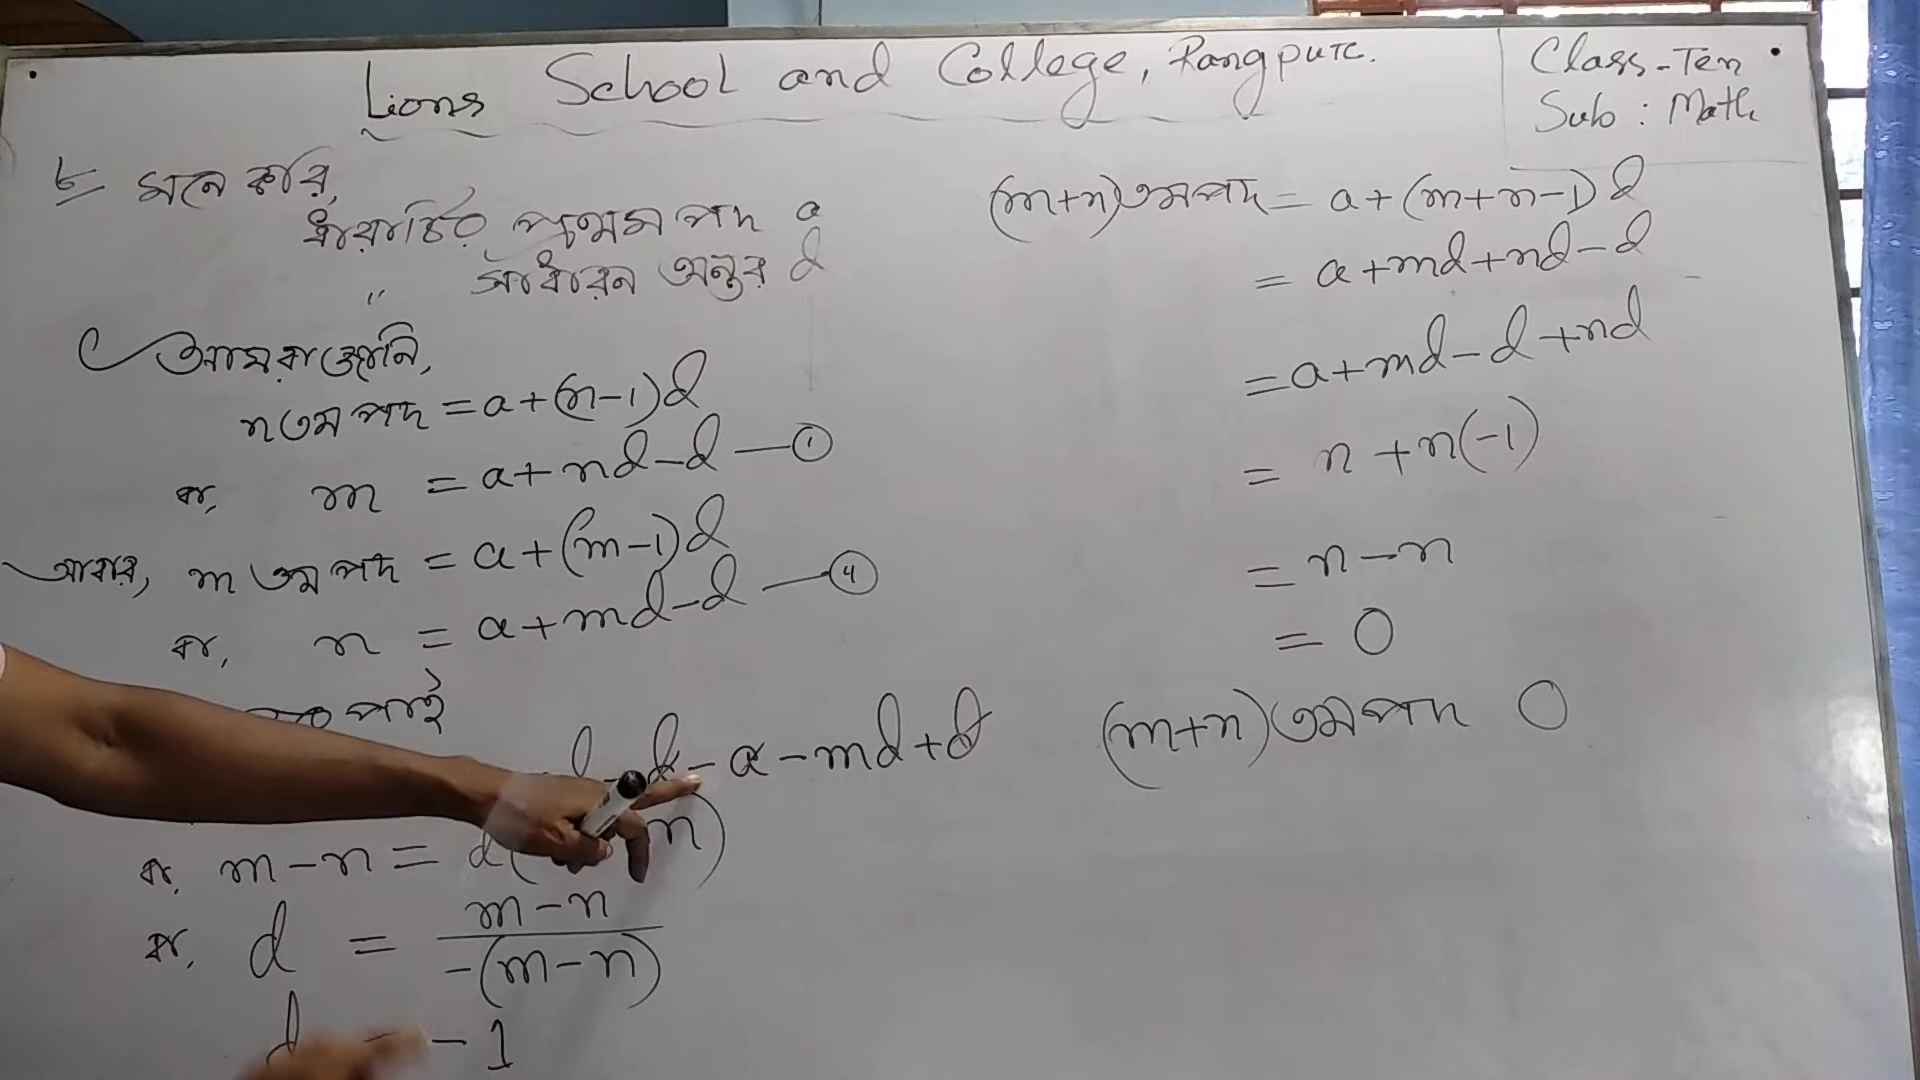 Lions School and College, Rangpur.
Class-Ten
Sub : Math
৮ মনে করি,
ধারাটির প্রথম পদ a
" সাধারন অন্তর d
আমরা জানি,
n তম পদ = a+(n-1)d
বা, m = a+nd-d — ①
আবার, m তম পদ = a+(m-1)d
বা, n = a+md-d —
পাই
d-d-a-md+d
বা, m-n = d( n)
বা, d = m-n / -(m-n)
d = -1
(m+n) তম পদ = a+(m+n-1)d
= a+md+nd-d
= a+md-d+nd
= n+n(-1)
= n-n
= 0
(m+n) তম পদ 0